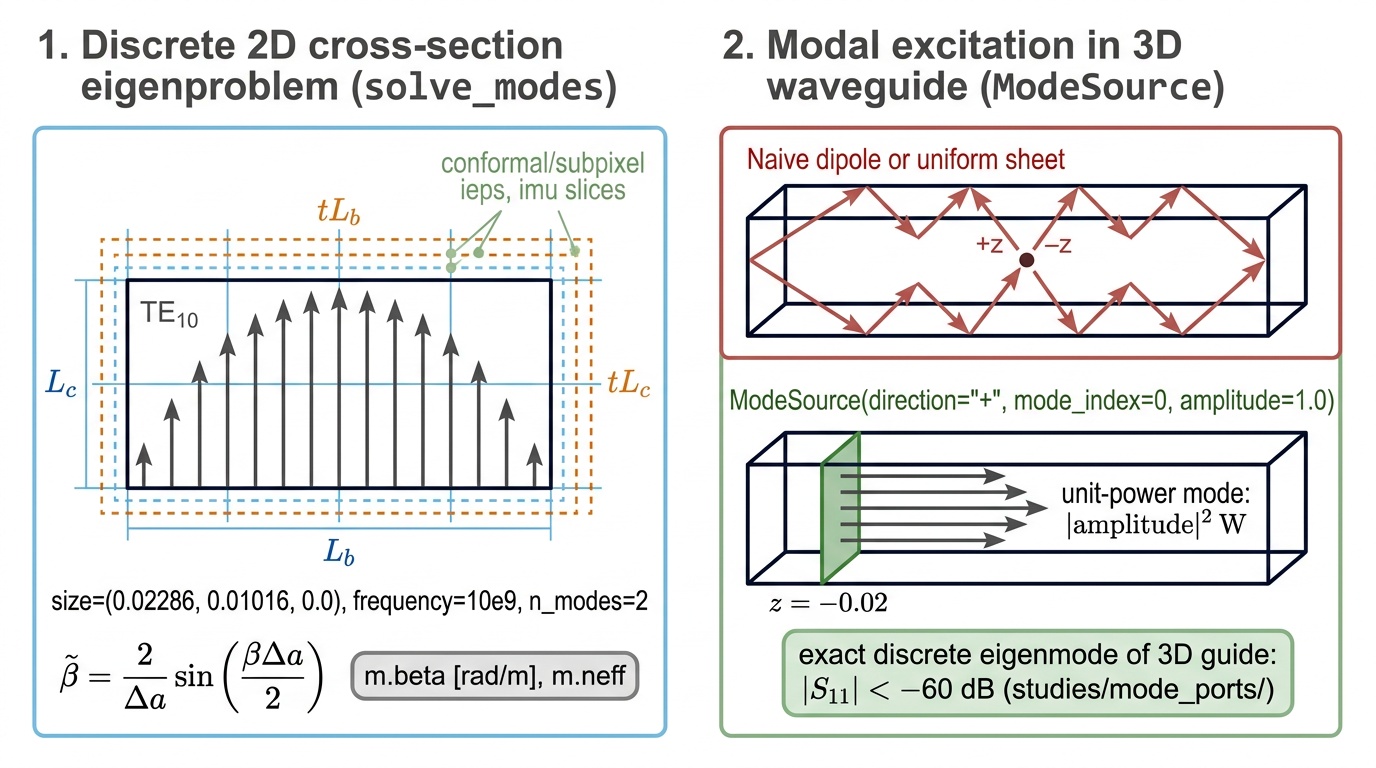 1. Discrete 2D cross-section
eigenproblem (solve_modes)
conformal/subpixel
ieps, imu slices
tL_b
TE₁₀
L_c
tL_c
L_b
size=(0.02286, 0.01016, 0.0), frequency=10e9, n_modes=2
β̃ = 2/Δa sin(βΔa/2)
m.beta [rad/m], m.neff
2. Modal excitation in 3D
waveguide (ModeSource)
Naive dipole or uniform sheet
+z –z
ModeSource(direction="+", mode_index=0, amplitude=1.0)
unit-power mode:
|amplitude|² W
z = −0.02
exact discrete eigenmode of 3D guide:
|S₁₁| < −60 dB (studies/mode_ports/)